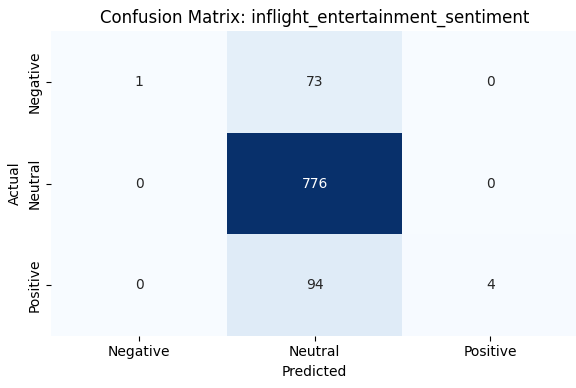 Confusion Matrix: inflight_entertainment_sentiment
Actual
Negative
1 73 0
Neutral
0 776 0
Positive
0 94 4
Negative Neutral Positive
Predicted